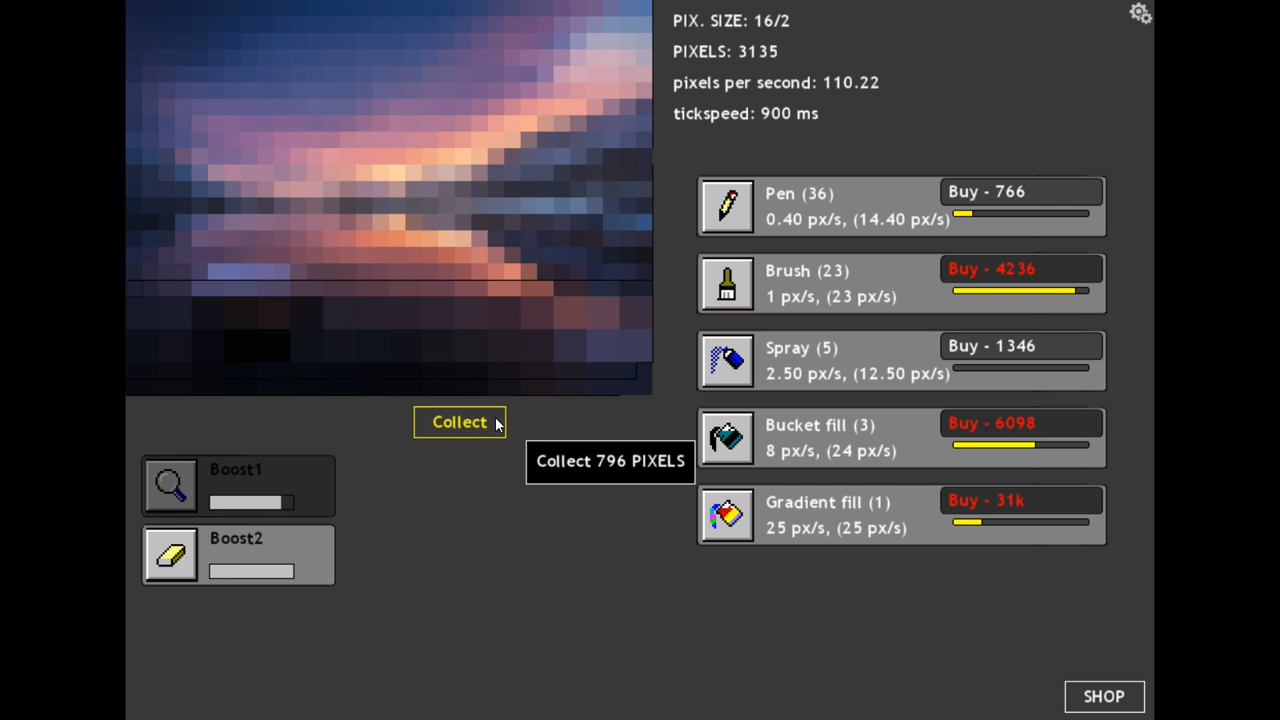 PIX. SIZE: 16/2
PIXELS: 3135
pixels per second: 110.22
tickspeed: 900 ms
Pen (36)
Buy - 766
0.40 px/s, (14.40 px/s)
Brush (23)
Buy - 4236
1 px/s, (23 px/s)
Spray (5)
Buy - 1346
2.50 px/s, (12.50 px/s)
Bucket fill (3)
Buy - 6098
8 px/s, (24 px/s)
Gradient fill (1)
Buy - 31k
25 px/s, (25 px/s)
Collect
Collect 796 PIXELS
Boost1
Boost2
SHOP